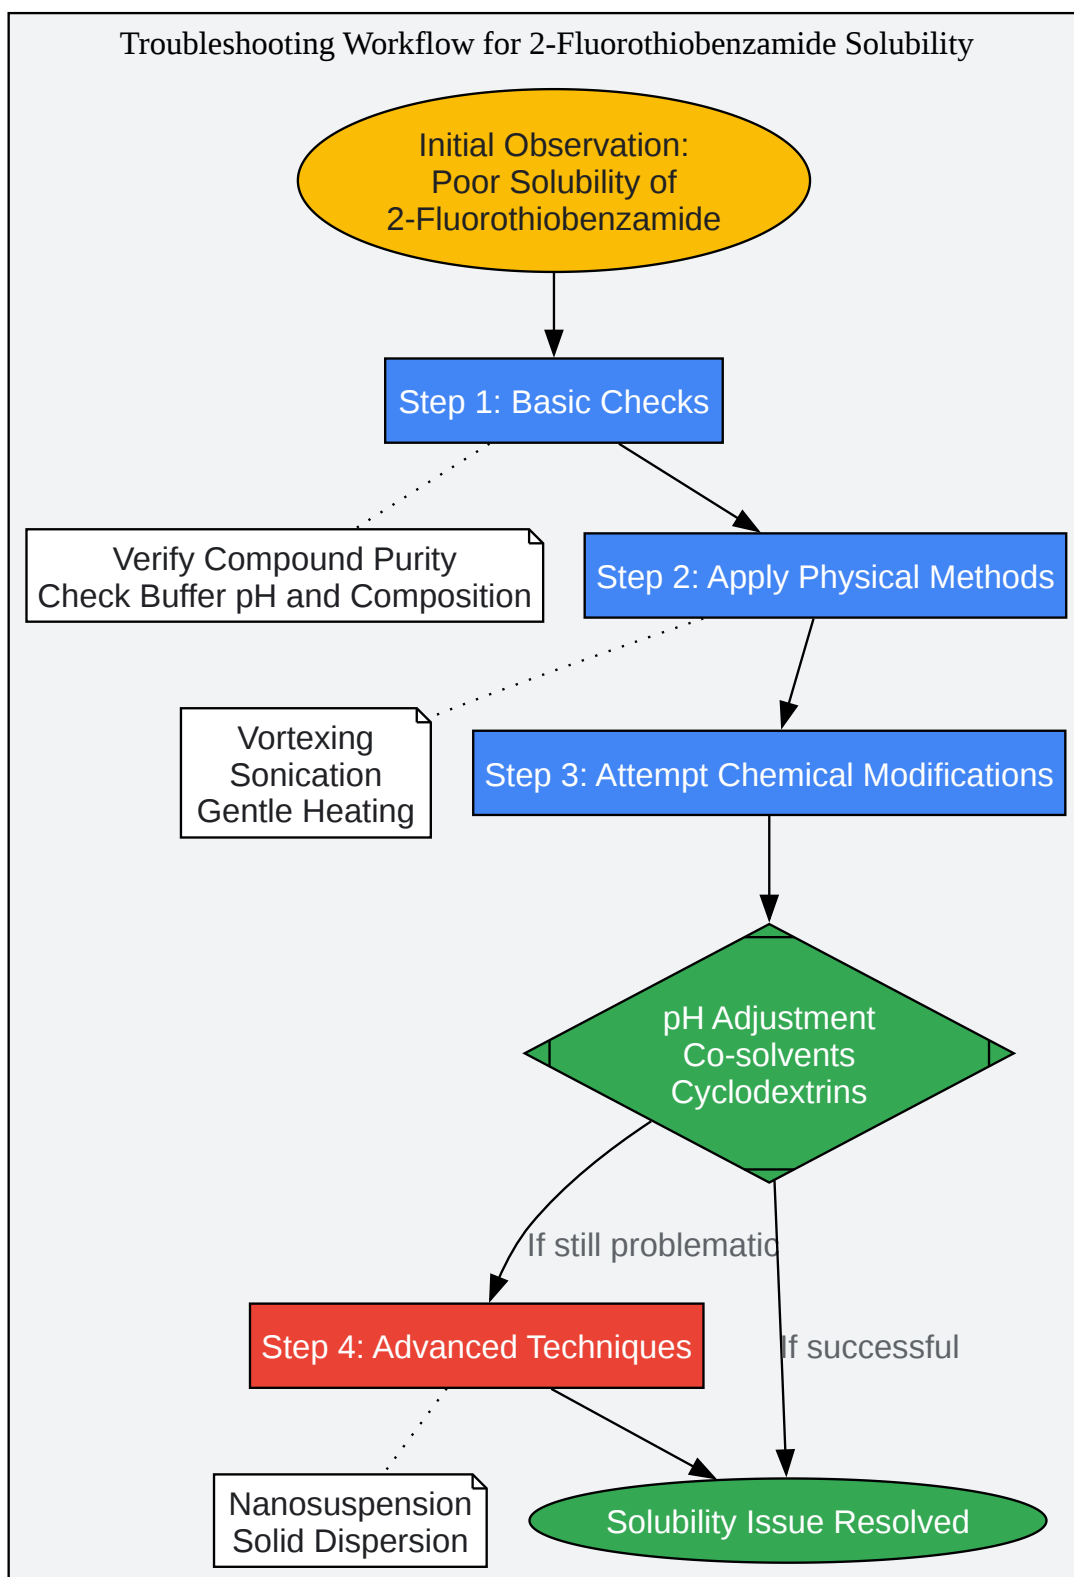 Troubleshooting Workflow for 2-Fluorothiobenzamide Solubility
Initial Observation:
Poor Solubility of
2-Fluorothiobenzamide
Step 1: Basic Checks
Verify Compound Purity
Check Buffer pH and Composition
Step 2: Apply Physical Methods
Vortexing
Sonication
Gentle Heating
Step 3: Attempt Chemical Modifications
pH Adjustment
Co-solvents
Cyclodextrins
If still problematic
Step 4: Advanced Techniques
If successful
Nanosuspension
Solid Dispersion
Solubility Issue Resolved